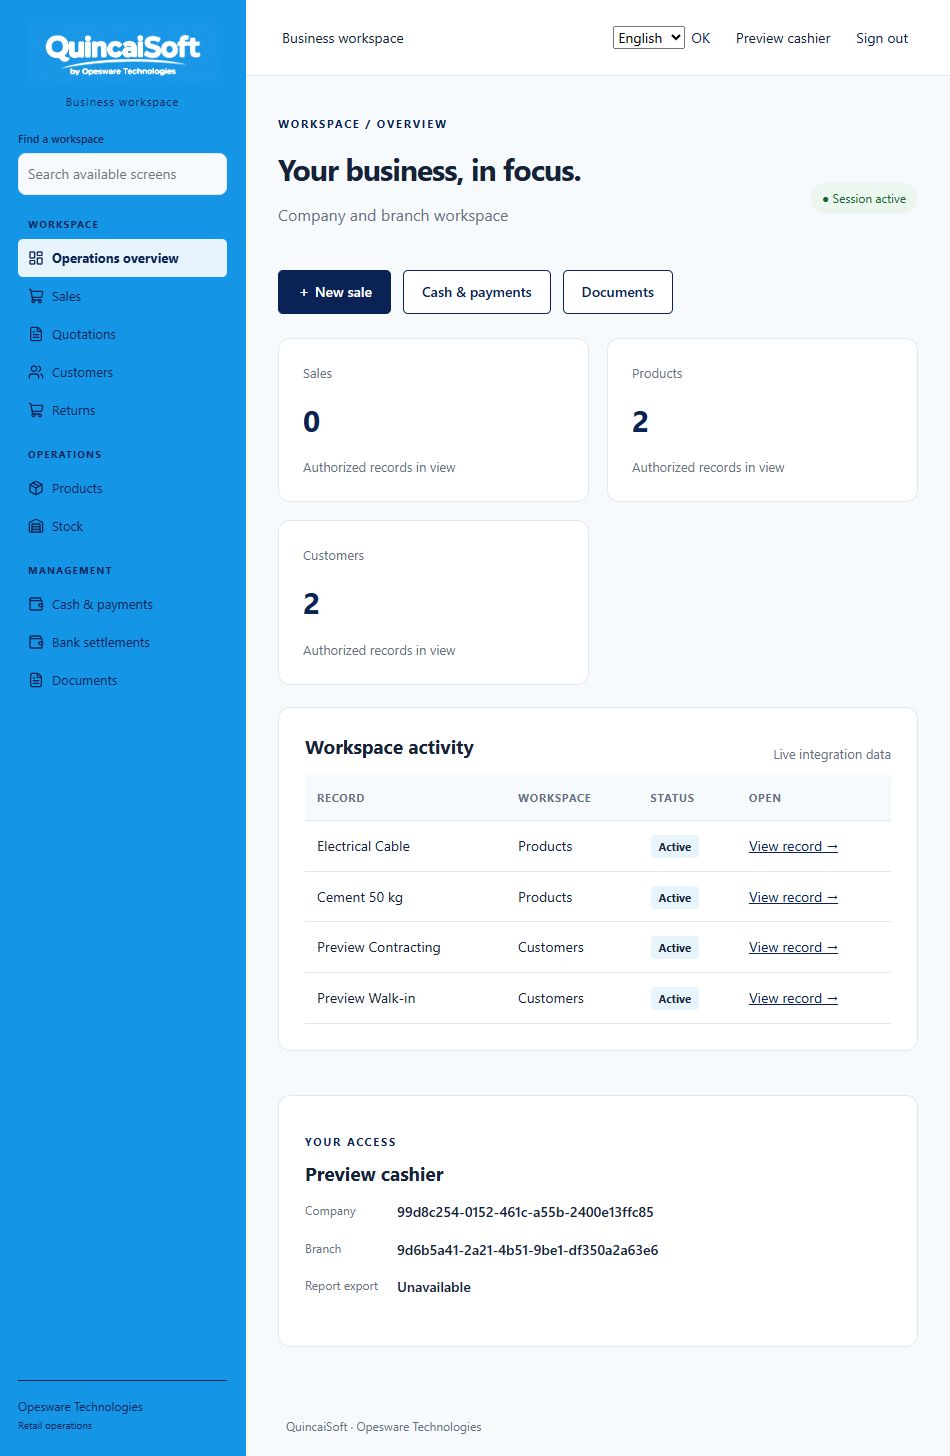 QuincaiSoft
by Opesware Technologies
Business workspace
Find a workspace
Search available screens
WORKSPACE
Operations overview
Sales
Quotations
Customers
Returns
OPERATIONS
Products
Stock
MANAGEMENT
Cash & payments
Bank settlements
Documents
Opesware Technologies
Retail operations
Business workspace English OK Preview cashier Sign out
WORKSPACE / OVERVIEW
Your business, in focus.
Company and branch workspace
● Session active
+ New sale Cash & payments Documents
Sales
0
Authorized records in view
Products
2
Authorized records in view
Customers
2
Authorized records in view
Workspace activity
Live integration data
RECORD WORKSPACE STATUS OPEN
Electrical Cable Products Active View record →
Cement 50 kg Products Active View record →
Preview Contracting Customers Active View record →
Preview Walk-in Customers Active View record →
YOUR ACCESS
Preview cashier
Company 99d8c254-0152-461c-a55b-2400e13ffc85
Branch 9d6b5a41-2a21-4b51-9be1-df350a2a63e6
Report export Unavailable
QuincaiSoft · Opesware Technologies